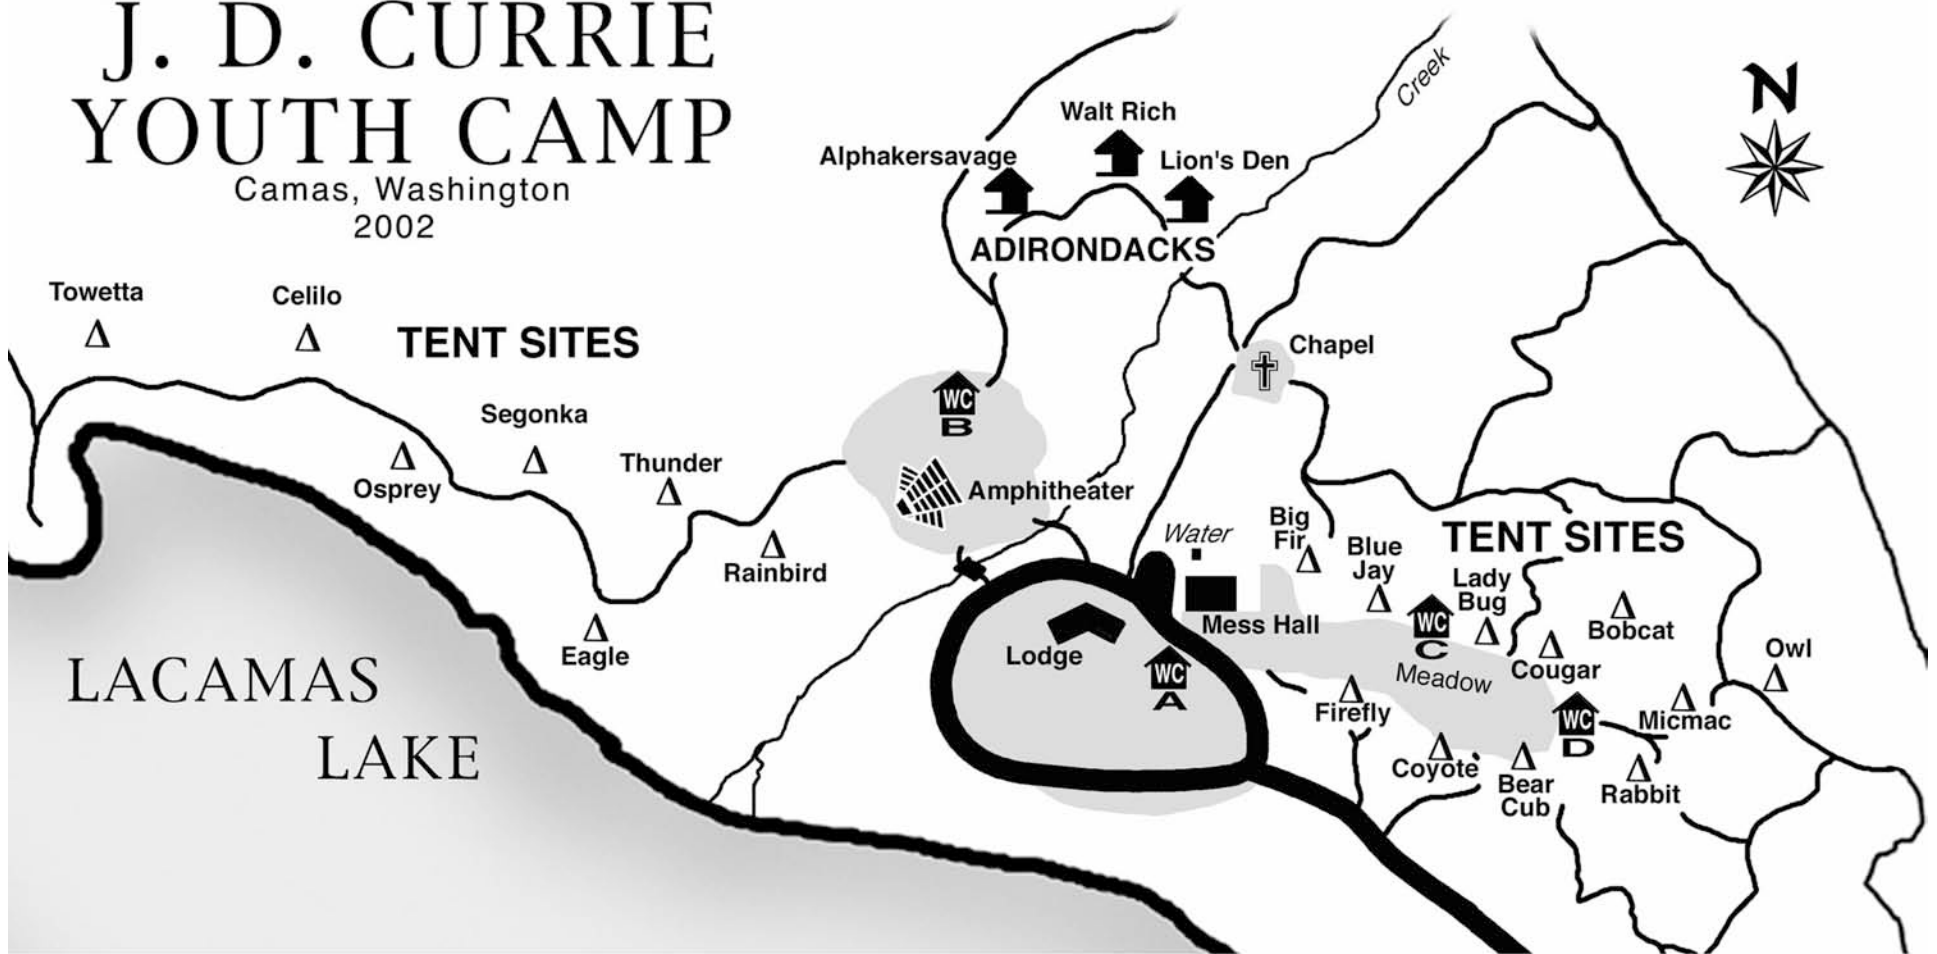 J. D. CURRIE
YOUTH CAMP
Camas, Washington
2002
N
Creek
Walt Rich
Alphakersavage
Lion's Den
ADIRONDACKS
Towetta
Celilo
TENT SITES
Chapel
Segonka
WC
B
Thunder
Osprey
Amphitheater
Rainbird
Water
Big
Fir
Blue
Jay
TENT SITES
Lady
Bug
Bobcat
Eagle
Lodge
Mess Hall
WC
A
WC
C
Meadow
Cougar
Owl
Firefly
WC
D
Micmac
Coyote
Bear
Cub
Rabbit
LACAMAS
LAKE